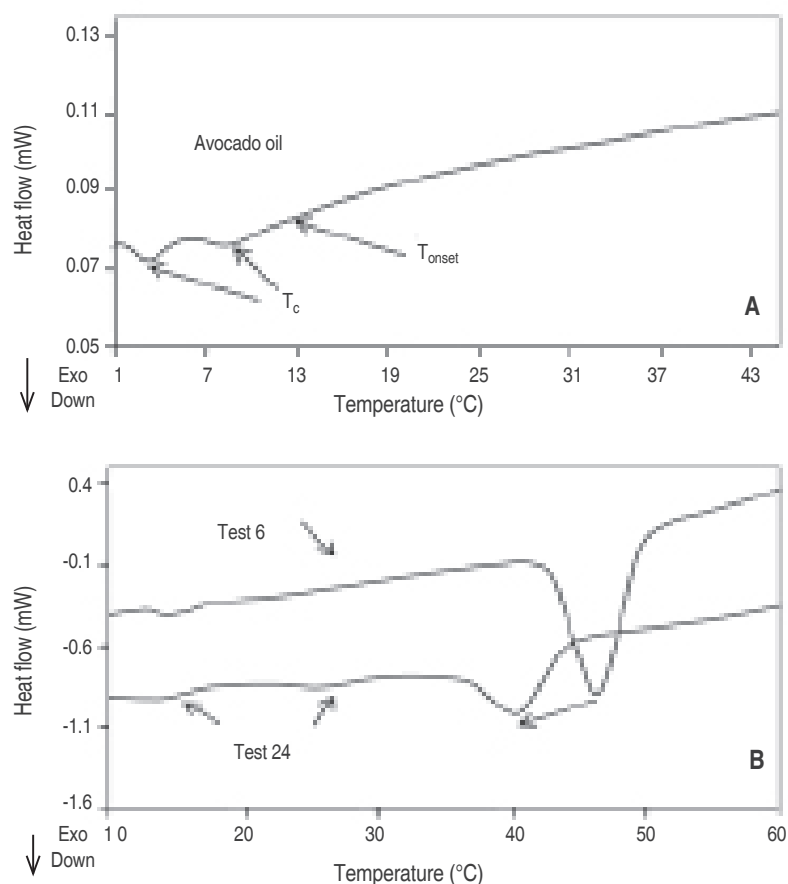 0.13
0.11
0.09
0.07
0.05
Heat flow (mW)
Avocado oil
T onset
T c
A
Exo
Down
1 7 13 19 25 31 37 43
Temperature (°C)
0.4
-0.1
-0.6
-1.1
-1.6
Heat flow (mW)
Test 6
Test 24
B
Exo
Down
1 0 20 30 40 50 60
Temperature (°C)